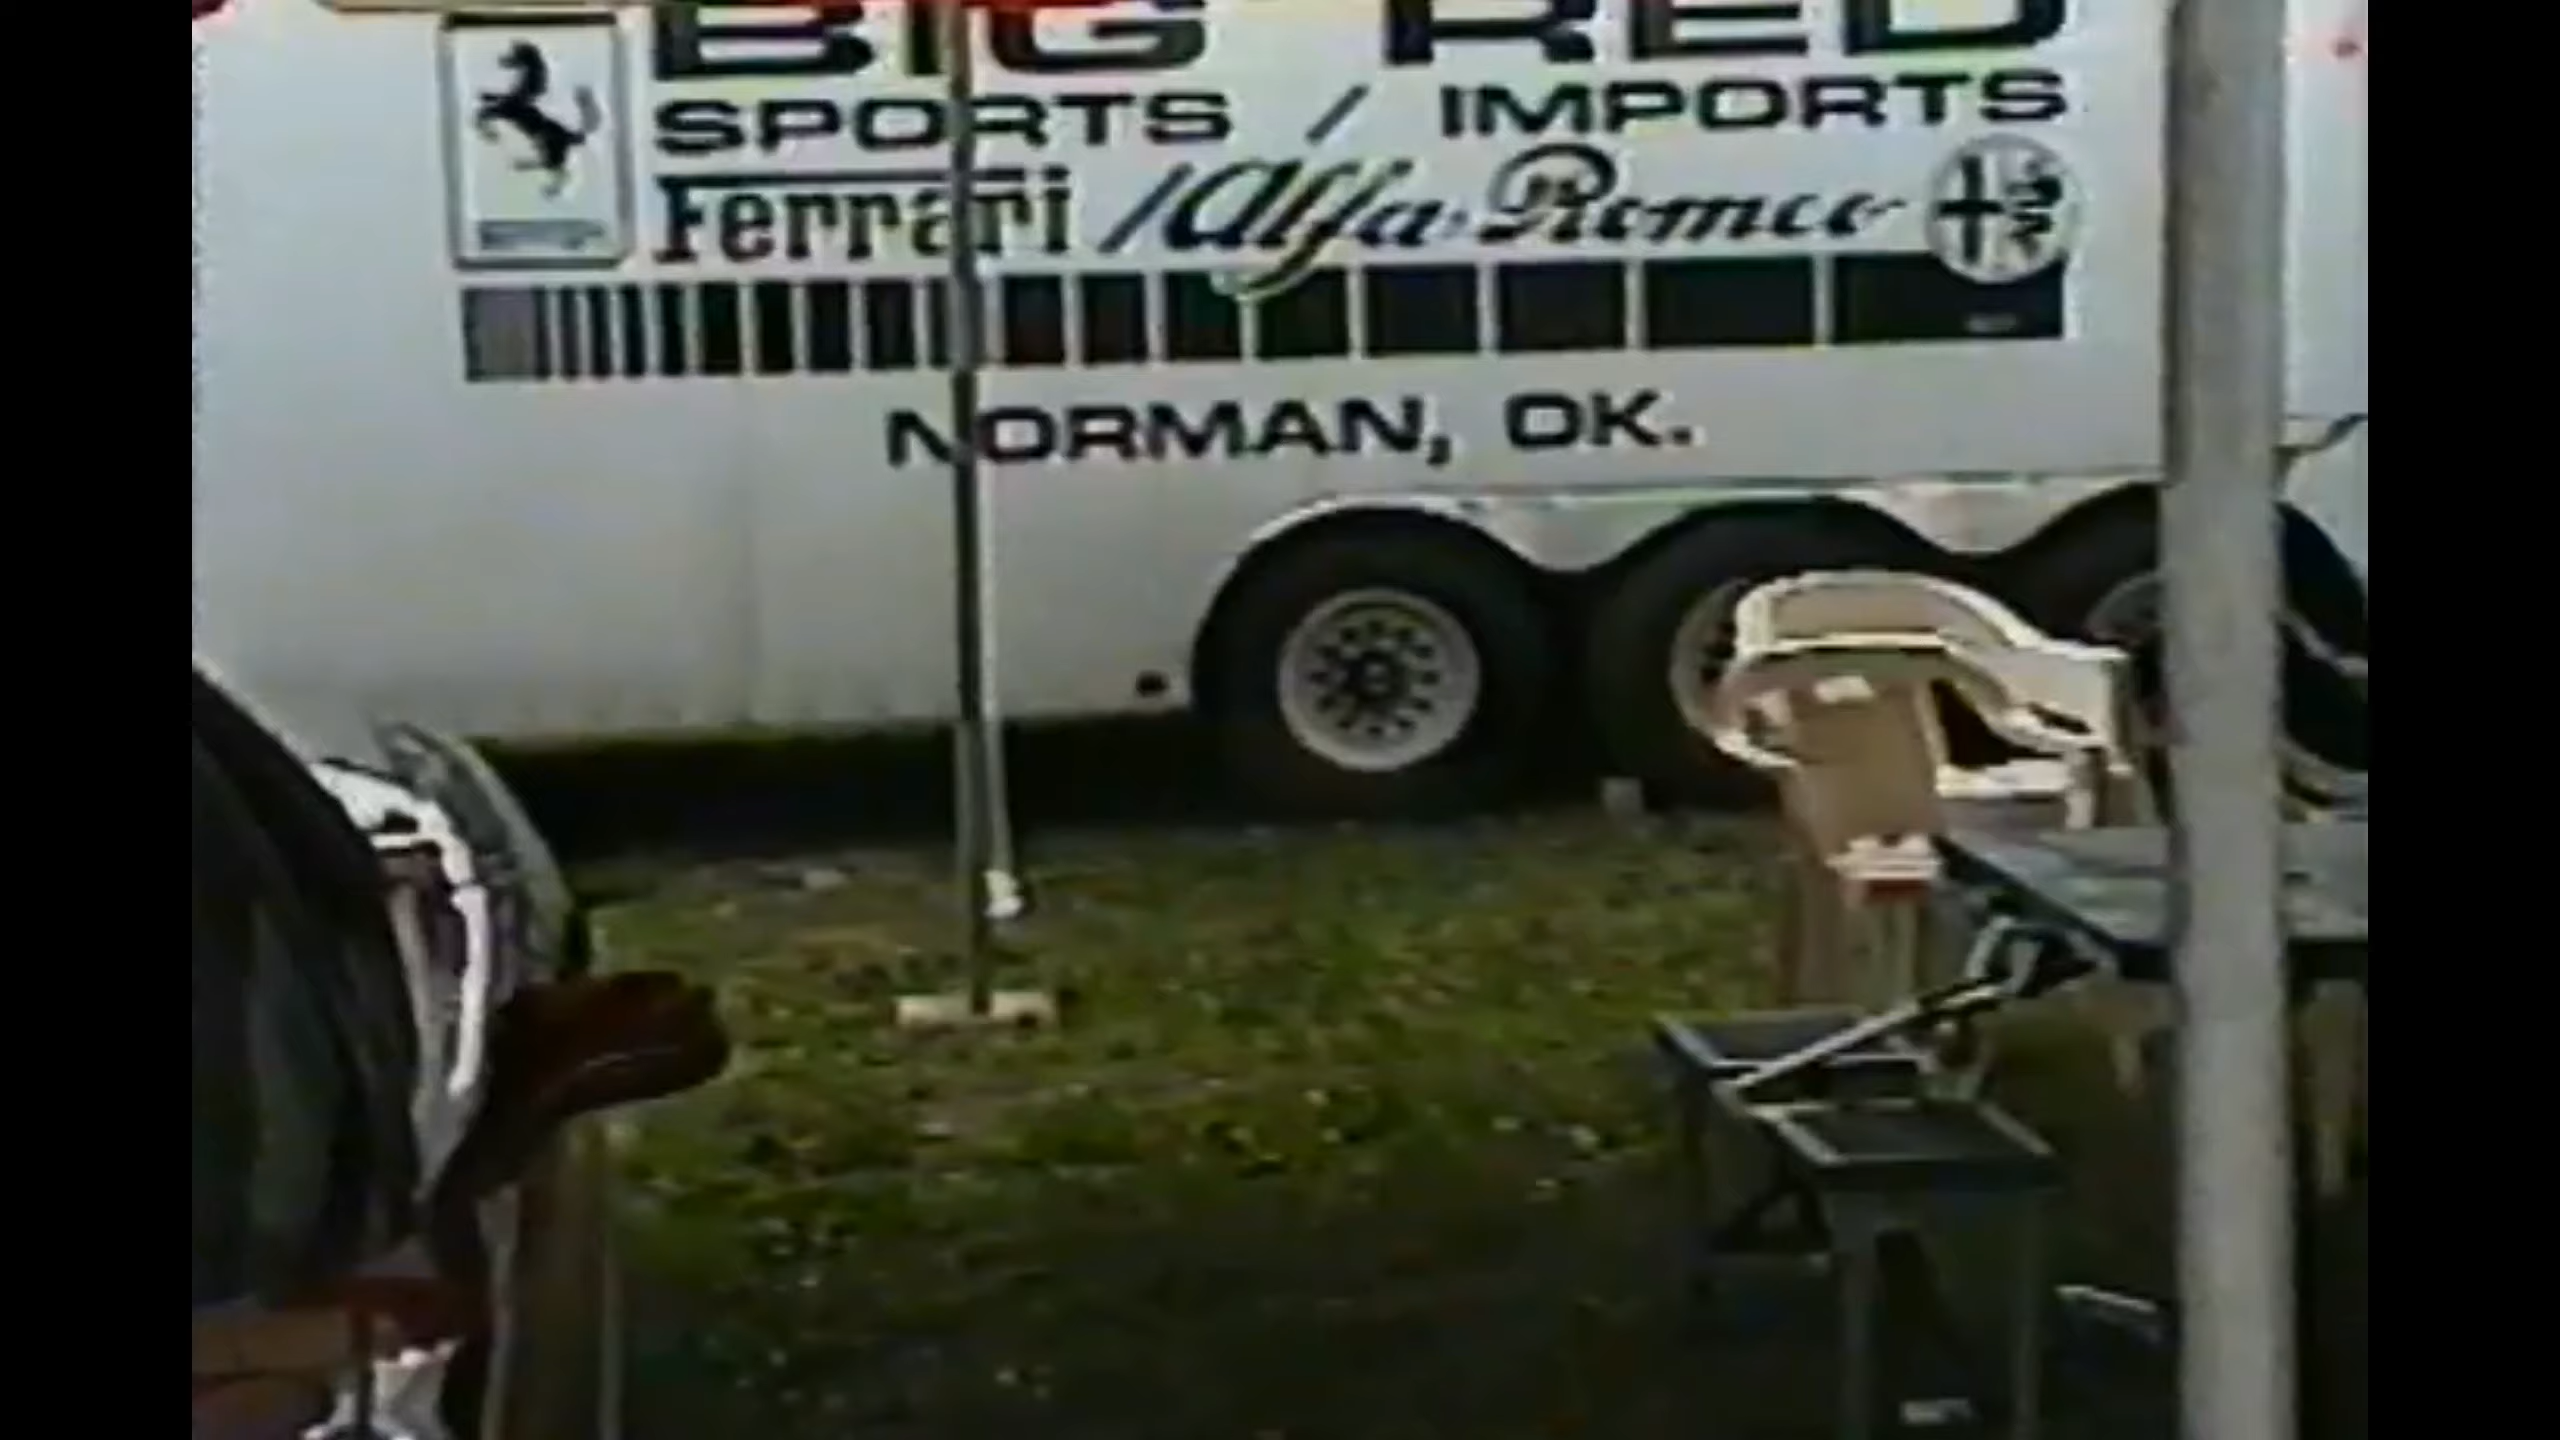 BIG RED
SPORTS / IMPORTS
Ferrari / Alfa-Romeo
NORMAN, OK.